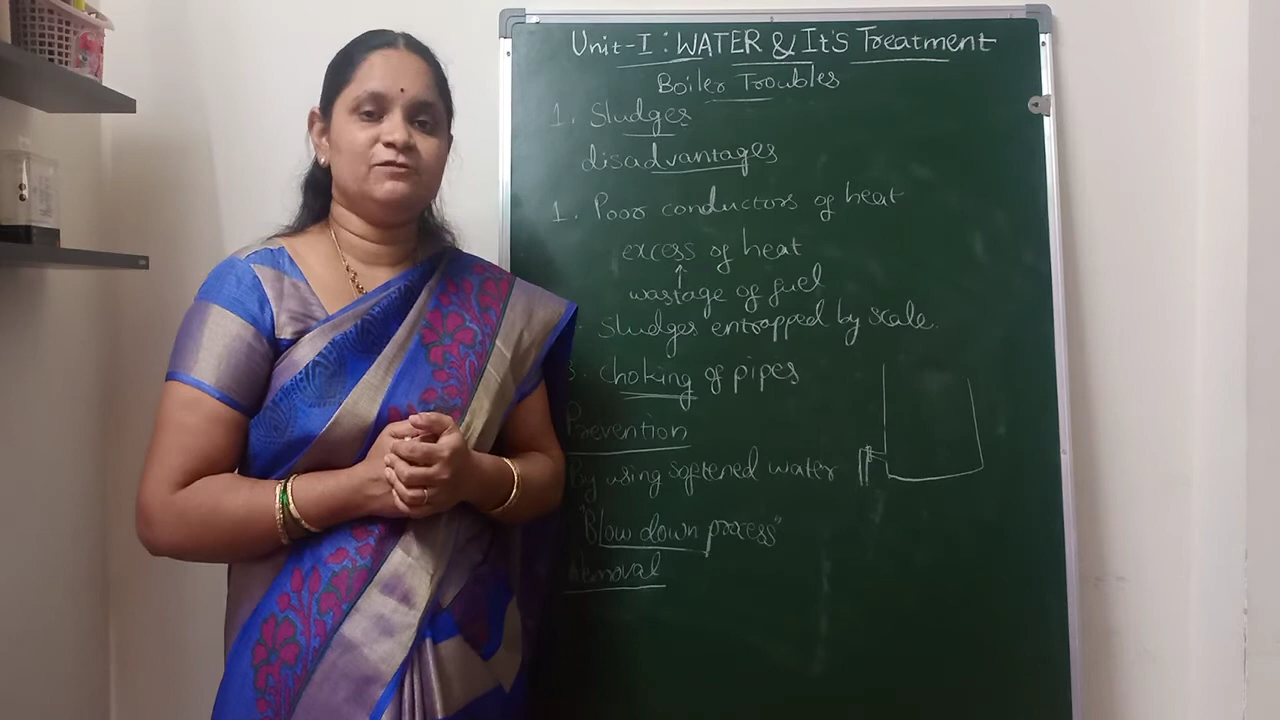 Unit-I: WATER & It's Treatment
Boiler Troubles
1. Sludges
disadvantages
1. Poor conductors of heat
excess of heat
↑
wastage of fuel
Sludges entrapped by scale.
3. choking of pipes
Prevention
By using softened water
"Blow down process"
Removal